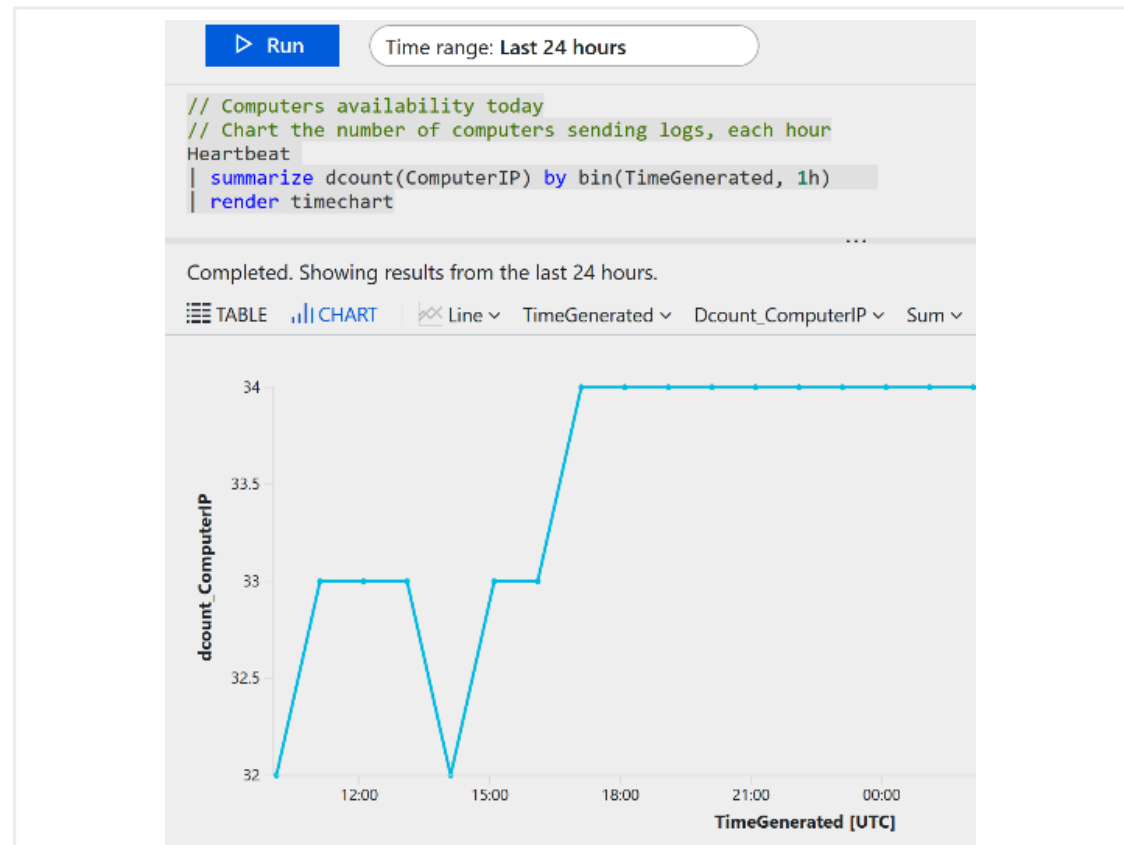 Run
Time range: Last 24 hours
// Computers availability today
// Chart the number of computers sending logs, each hour
Heartbeat
| summarize dcount(ComputerIP) by bin(TimeGenerated, 1h)
| render timechart
...
Completed. Showing results from the last 24 hours.
TABLE CHART Line TimeGenerated Dcount_ComputerIP Sum
34
33.5
33
32.5
32
dcount_ComputerIP
12:00 15:00 18:00 21:00 00:00
TimeGenerated [UTC]